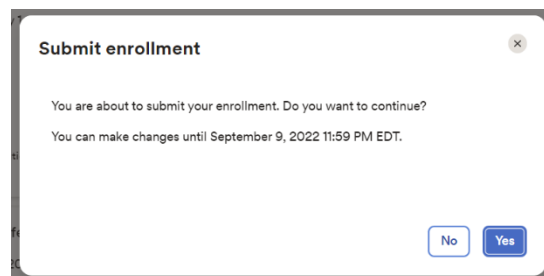 Submit enrollment
You are about to submit your enrollment. Do you want to continue?
You can make changes until September 9, 2022 11:59 PM EDT.
No
Yes